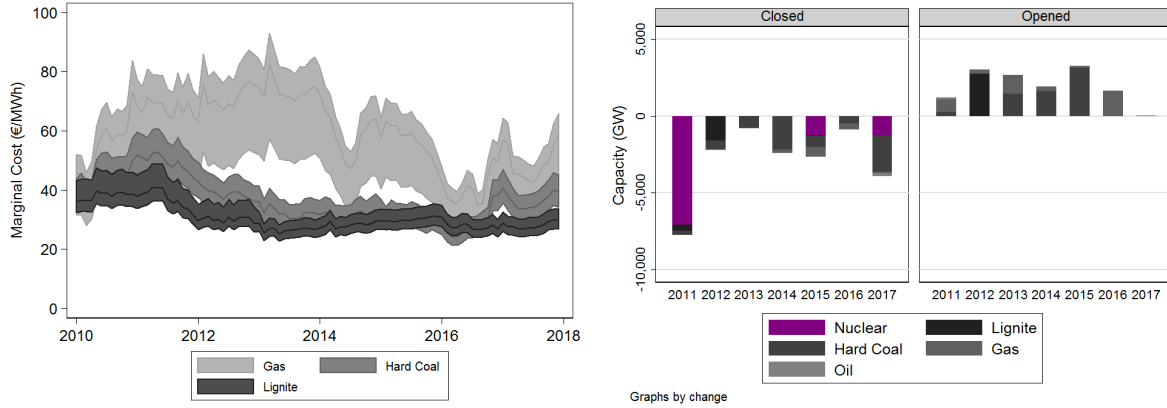 Marginal Cost (€/MWh)
100
80
60
40
20
0
2010 2012 2014 2016 2018
Gas Hard Coal
Lignite
Closed Opened
Capacity (GW)
5,000
0
-5,000
-10,000
2011 2012 2013 2014 2015 2016 2017 2011 2012 2013 2014 2015 2016 2017
Nuclear Lignite
Hard Coal Gas
Oil
Graphs by change